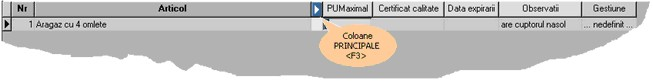 Nr Articol PUMaximal Certificat calitate Data expirarii Observatii Gestiune
1 Aragaz cu 4 omlete are cuptorul nasol ... nedefinit ...
Coloane
PRINCIPALE
<F3>